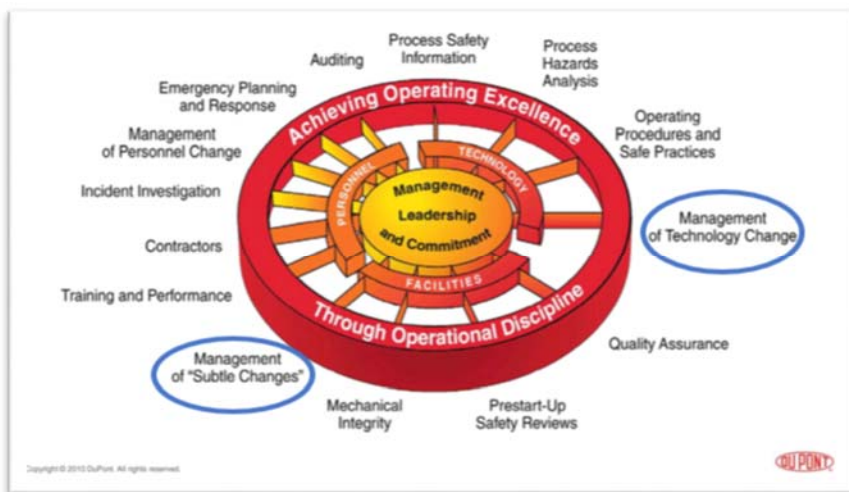 Process Safety
Information
Auditing
Process
Hazards
Analysis
Emergency Planning
and Response
Achieving Operating Excellence
Operating
Procedures and
Safe Practices
Management
of Personnel Change
PERSONNEL
TECHNOLOGY
Incident Investigation
Management
Leadership
and Commitment
Management
of Technology Change
Contractors
FACILITIES
Training and Performance
Through Operational Discipline
Quality Assurance
Management
of "Subtle Changes"
Mechanical
Integrity
Prestart-Up
Safety Reviews
Copyright © 2010 DuPont. All rights reserved.
DUPONT